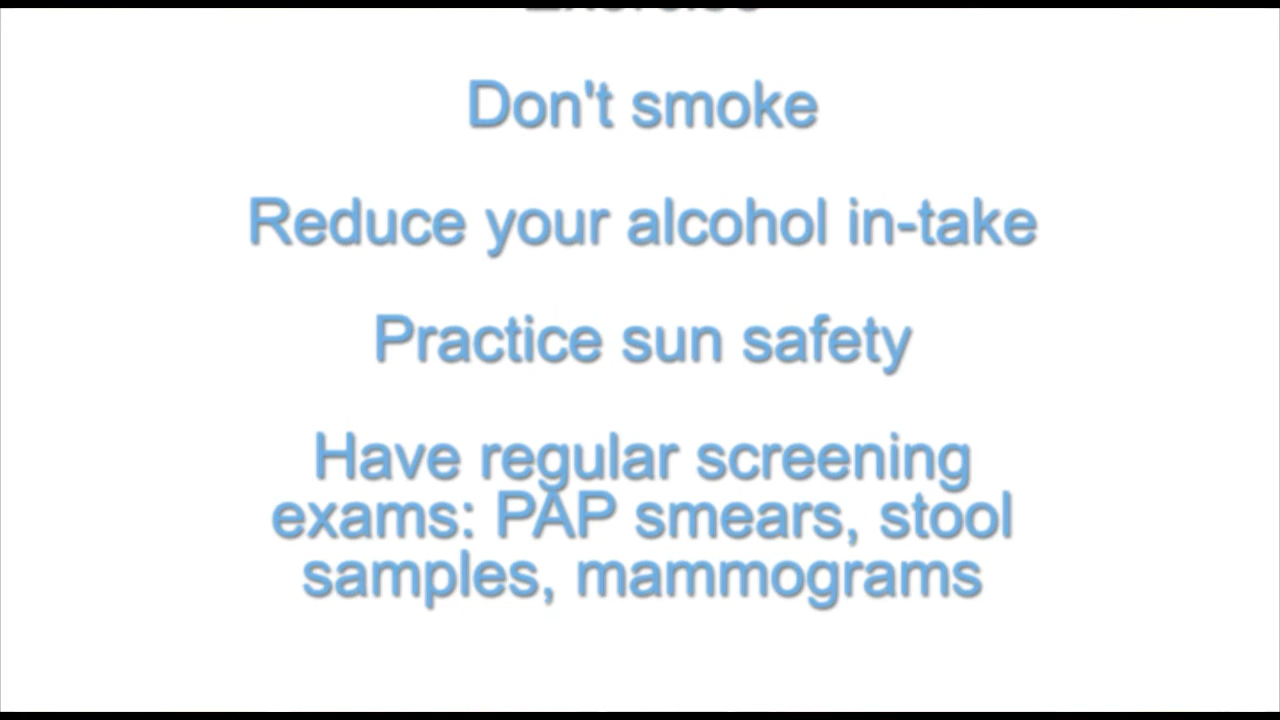 Don't smoke
Reduce your alcohol in-take
Practice sun safety
Have regular screening
exams: PAP smears, stool
samples, mammograms